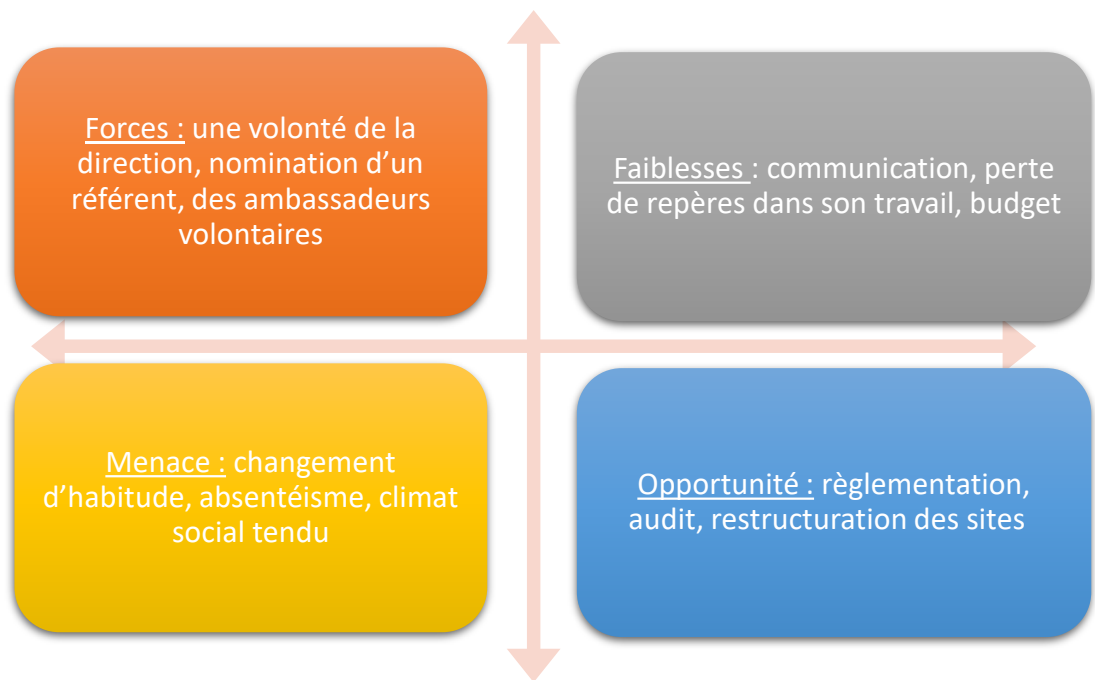 Forces : une volonté de la
direction, nomination d’un
référent, des ambassadeurs
volontaires
Faiblesses : communication, perte
de repères dans son travail, budget
Menace : changement
d’habitude, absentéisme, climat
social tendu
Opportunité : règlementation,
audit, restructuration des sites